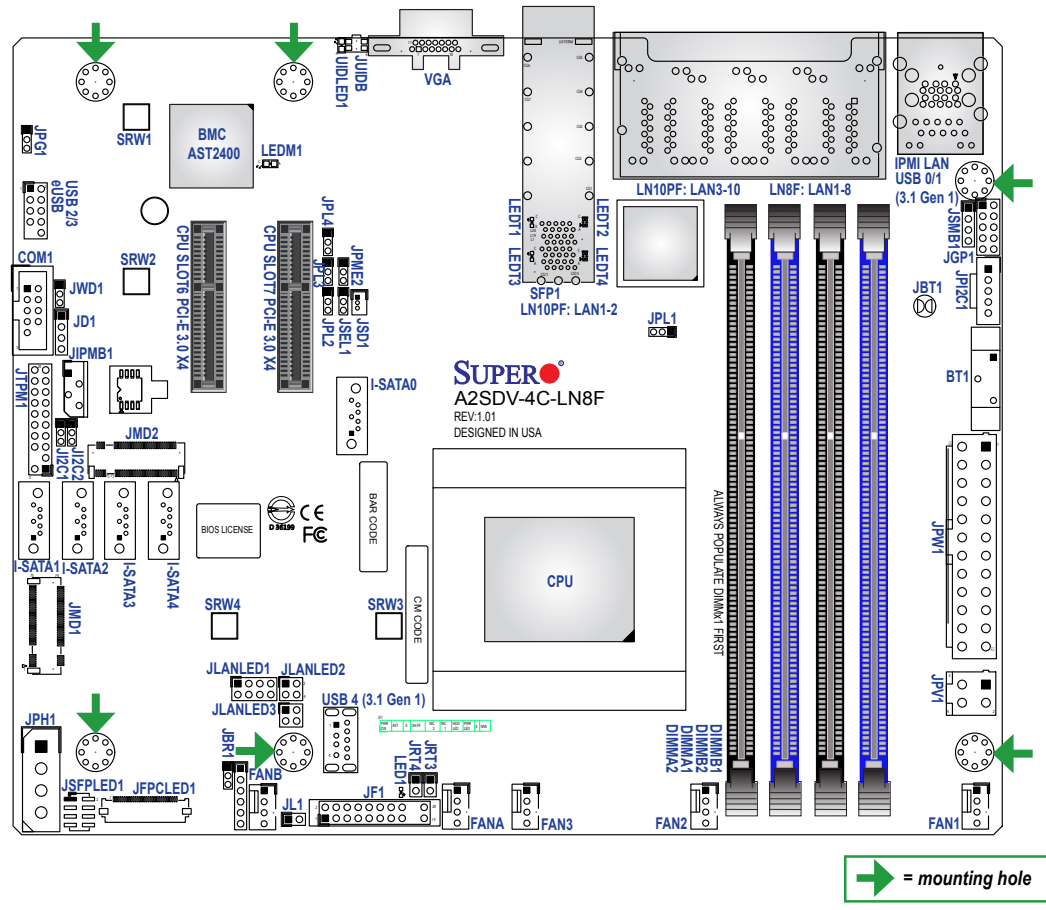 UIDLED1
JUIDB
VGA
JPG1
SRW1
BMC
AST2400
LEDM1
USB 2/3
eUSB
LN10PF: LAN3-10
LN8F: LAN1-8
IPMI LAN
USB 0/1
(3.1 Gen 1)
LEDT1
LEDT2
LEDT3
LEDT4
SFP1
LN10PF: LAN1-2
JSMB1
JGP1
JPI2C1
JBT1
BT1
COM1
SRW2
JWD1
JD1
CPU SLOT6 PCI-E 3.0 X4
CPU SLOT7 PCI-E 3.0 X4
JPL4
JPL3
JPL2
JPME2
JSEL1
JSD1
JPL1
JIPMB1
JTPM1
I-SATA0
SUPER
A2SDV-4C-LN8F
REV:1.01
DESIGNED IN USA
JI2C1
JI2C2
JMD2
BIOS LICENSE
D 36199
CE
FC
BAR CODE
CM CODE
CPU
ALWAYS POPULATE DIMMx1 FIRST
JPW1
I-SATA1
I-SATA2
I-SATA3
I-SATA4
JMD1
SRW4
SRW3
JLANLED1
JLANLED2
JLANLED3
USB 4 (3.1 Gen 1)
JPV1
JPH1
JBR1
FANB
JSFPLED1
JFPCLED1
JL1
JF1
LED1
JRT4
JRT3
FANA
FAN3
DIMMA2
DIMMA1
DIMMB2
DIMMB1
FAN2
FAN1
= mounting hole